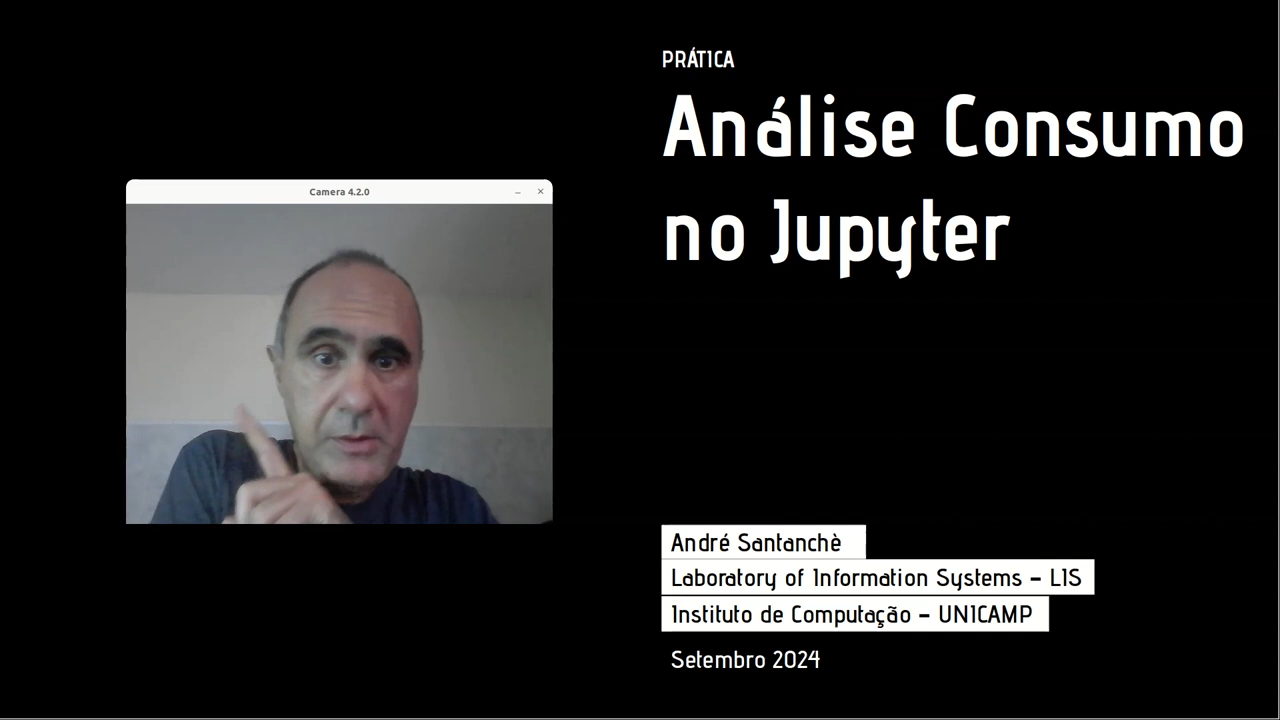 PRÁTICA
Análise Consumo
no Jupyter
Camera 4.2.0
André Santanchè
Laboratory of Information Systems – LIS
Instituto de Computação – UNICAMP
Setembro 2024